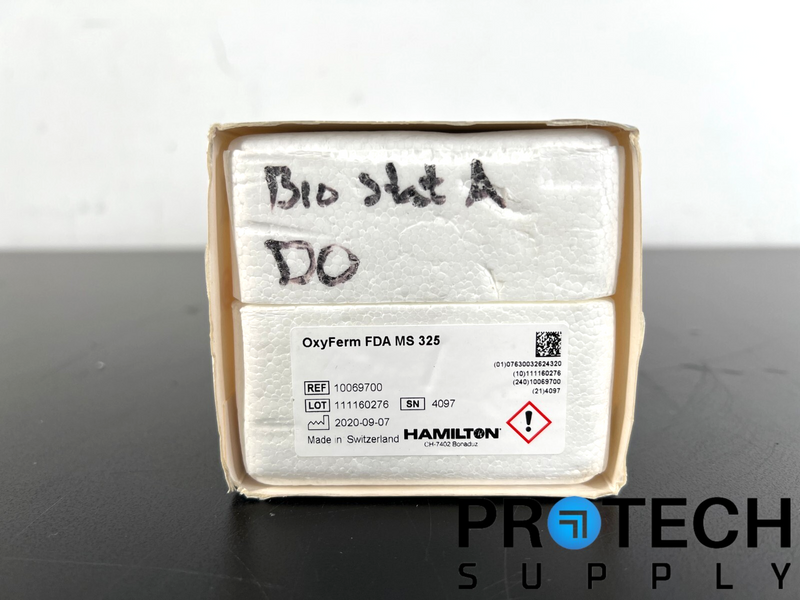 Bio Stat A
DO
OxyFerm FDA MS 325
(01)07630032624320
(10)111160276
(240)10069700
(21)4097
REF 10069700
LOT 111160276 SN 4097
2020-09-07
Made in Switzerland HAMILTON
CH-7402 Bonaduz
PROTECH
SUPPLY